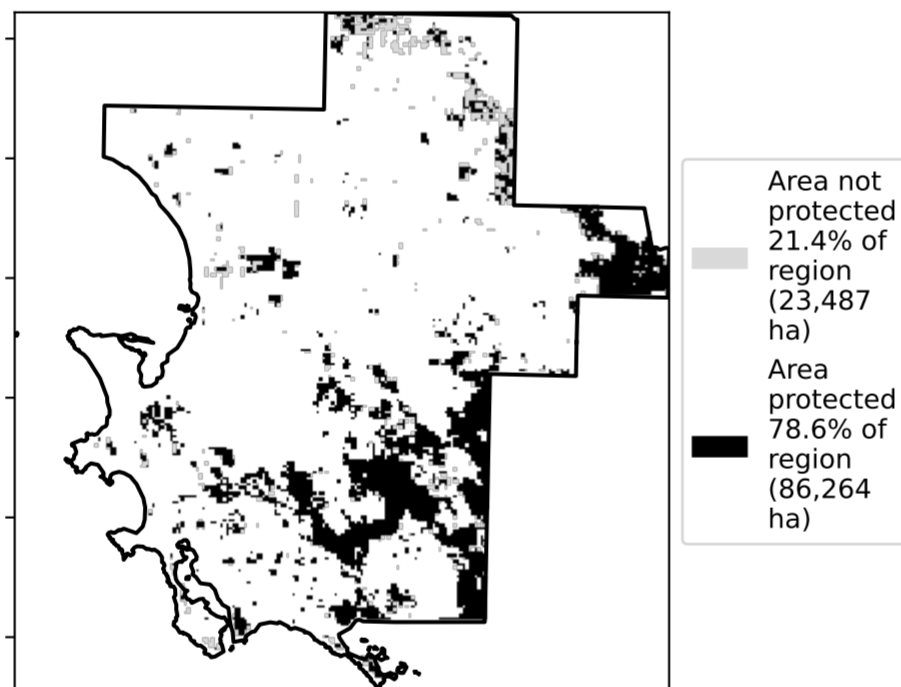 Area not
protected
21.4% of
region
(23,487
ha)
Area
protected
78.6% of
region
(86,264
ha)